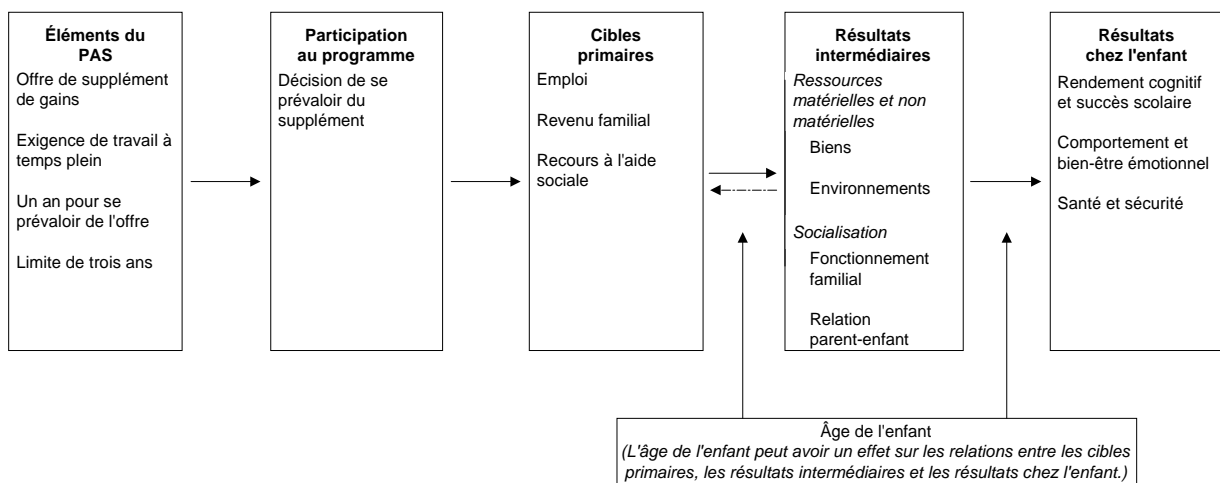 Éléments du
PAS
Offre de supplément
de gains
Exigence de travail à
temps plein
Un an pour se
prévaloir de l'offre
Limite de trois ans
Participation
au programme
Décision de se
prévaloir du
supplément
Cibles
primaires
Emploi
Revenu familial
Recours à l'aide
sociale
Résultats
intermédiaires
Ressources
matérielles et non
matérielles
Biens
Environnements
Socialisation
Fonctionnement
familial
Relation
parent-enfant
Résultats
chez l'enfant
Rendement cognitif
et succès scolaire
Comportement et
bien-être émotionnel
Santé et sécurité
Âge de l'enfant
(L'âge de l'enfant peut avoir un effet sur les relations entre les cibles
primaires, les résultats intermédiaires et les résultats chez l'enfant.)